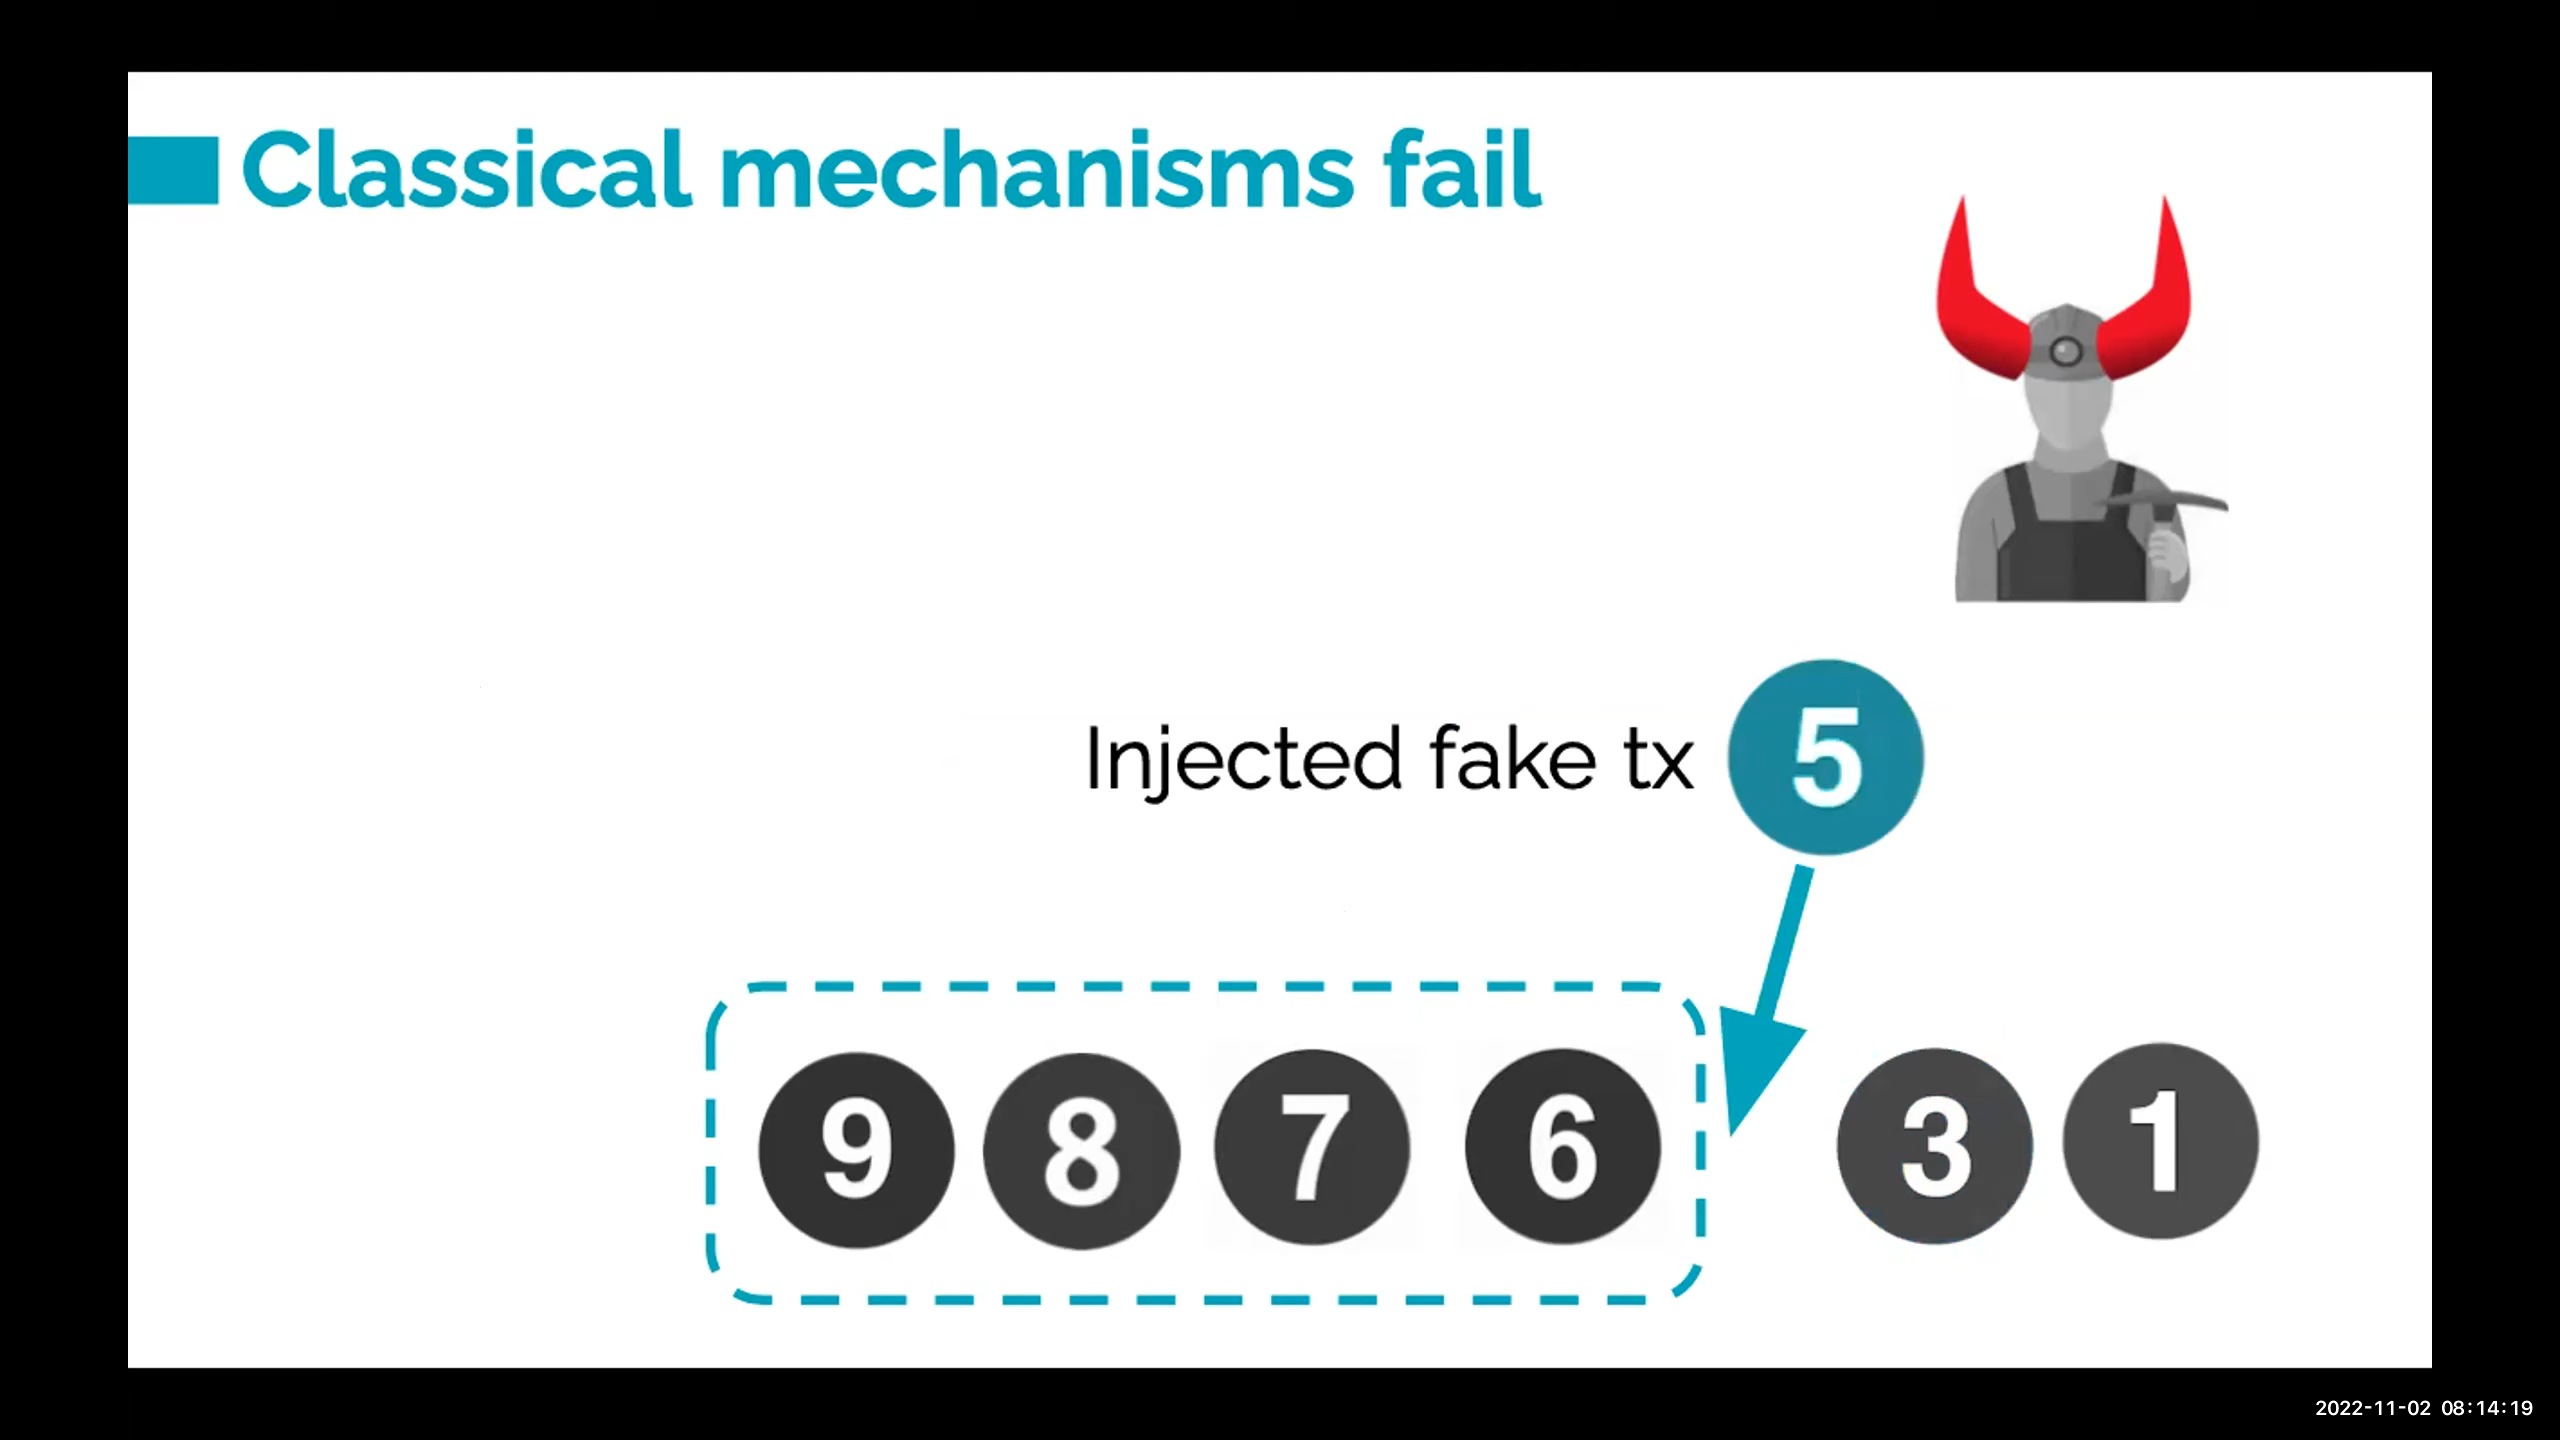 Classical mechanisms fail
Injected fake tx 5
9 8 7 6 3 1
2022-11-02 08:14:19